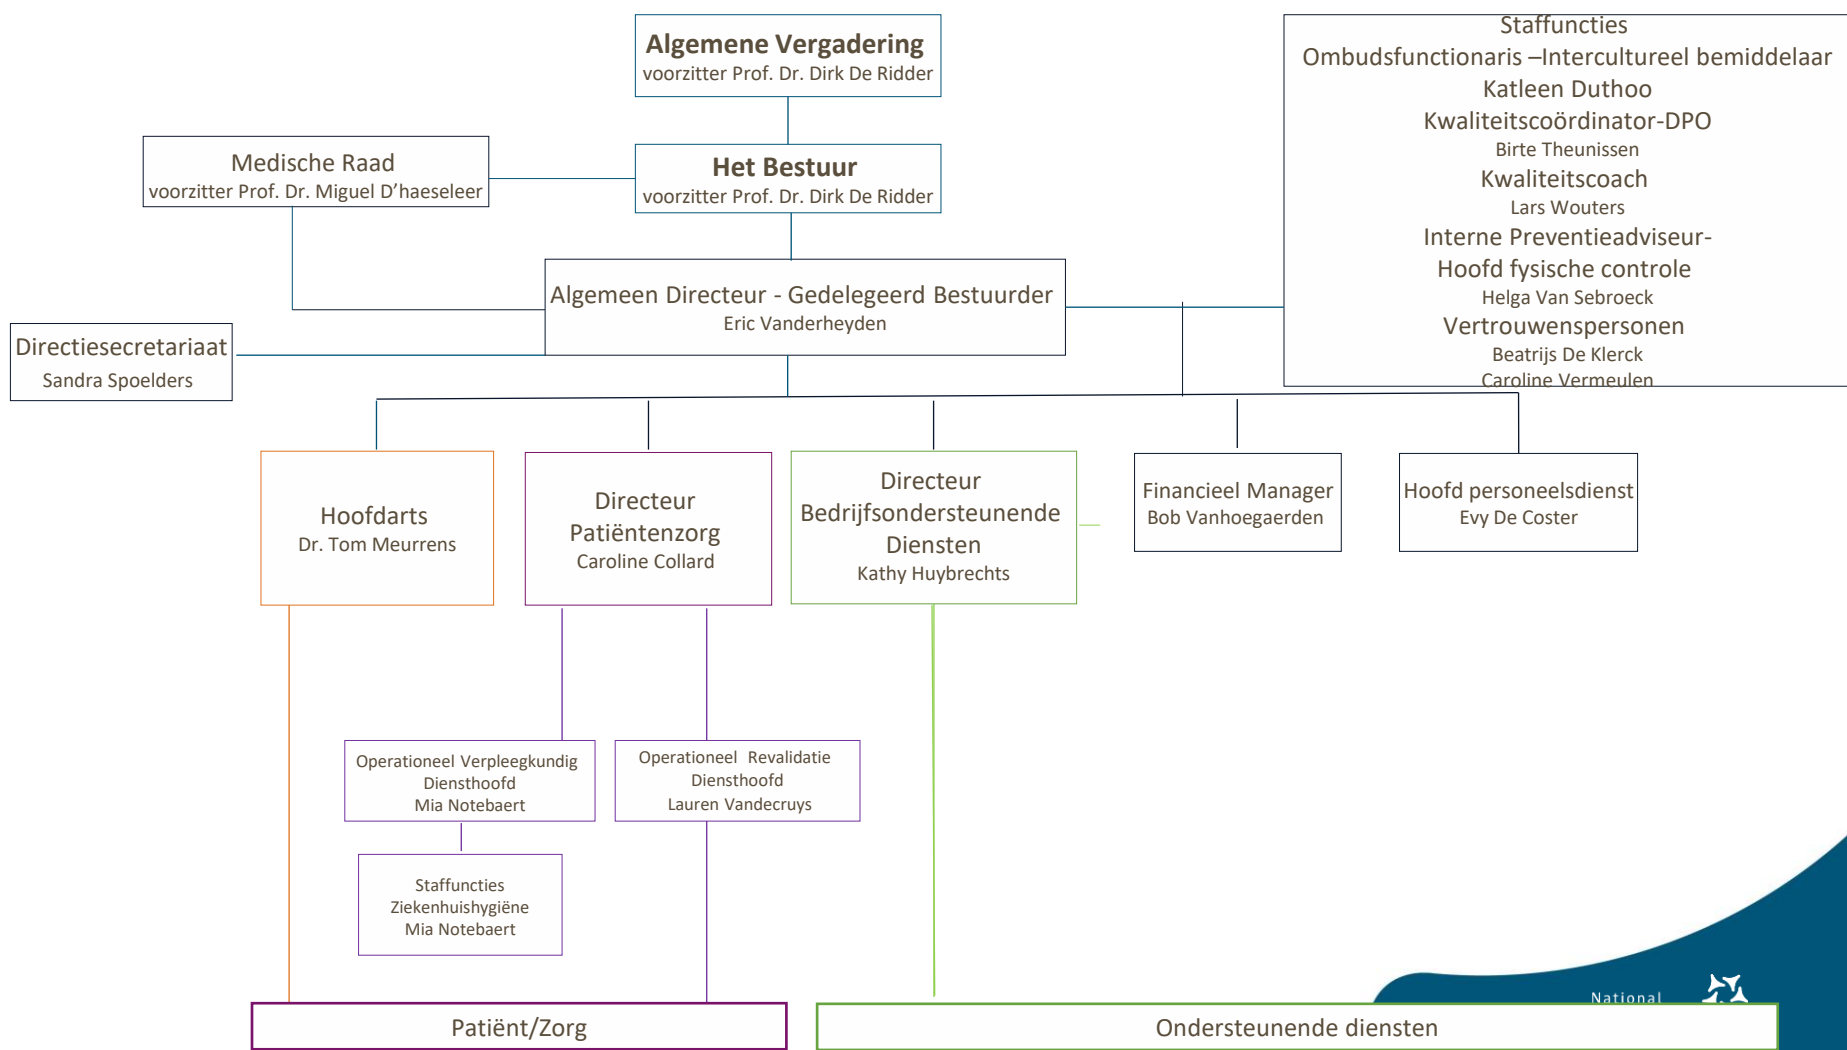 Algemene Vergadering
voorzitter Prof. Dr. Dirk De Ridder
Staffuncties
Ombudsfunctionaris –Intercultureel bemiddelaar
Katleen Duthoo
Kwaliteitscoördinator-DPO
Birte Theunissen
Kwaliteitscoach
Lars Wouters
Interne Preventieadviseur-
Hoofd fysische controle
Helga Van Sebroeck
Vertrouwenspersonen
Beatrijs De Klerck
Caroline Vermeulen
Medische Raad
voorzitter Prof. Dr. Miguel D’haeseleer
Het Bestuur
voorzitter Prof. Dr. Dirk De Ridder
Algemeen Directeur - Gedelegeerd Bestuurder
Eric Vanderheyden
Directiesecretariaat
Sandra Spoelders
Hoofdarts
Dr. Tom Meurrens
Directeur
Patiëntenzorg
Caroline Collard
Directeur
Bedrijfsondersteunende
Diensten
Kathy Huybrechts
Financieel Manager
Bob Vanhoegaerden
Hoofd personeelsdienst
Evy De Coster
Operationeel Verpleegkundig
Diensthoofd
Mia Notebaert
Operationeel Revalidatie
Diensthoofd
Lauren Vandecruys
Staffuncties
Ziekenhuishygiëne
Mia Notebaert
National
Patiënt/Zorg
Ondersteunende diensten